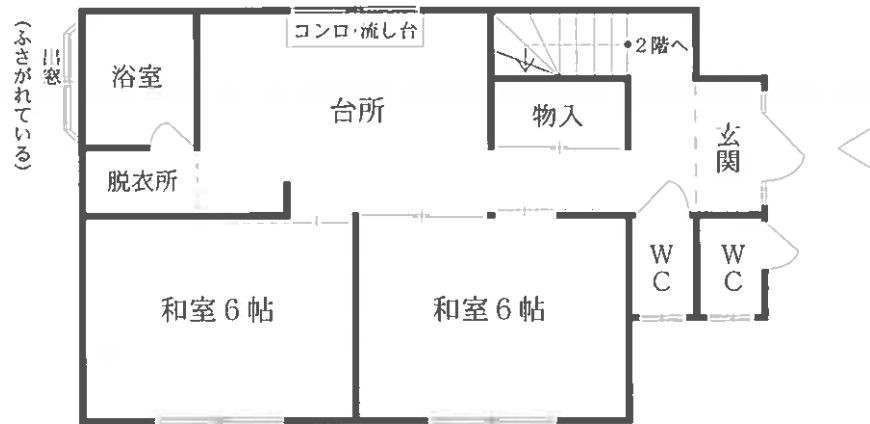 （ふさがれている）
出窓
浴室
脱衣所
コンロ・流し台
台所
2階へ
物入
玄関
WC
WC
和室6帖
和室6帖